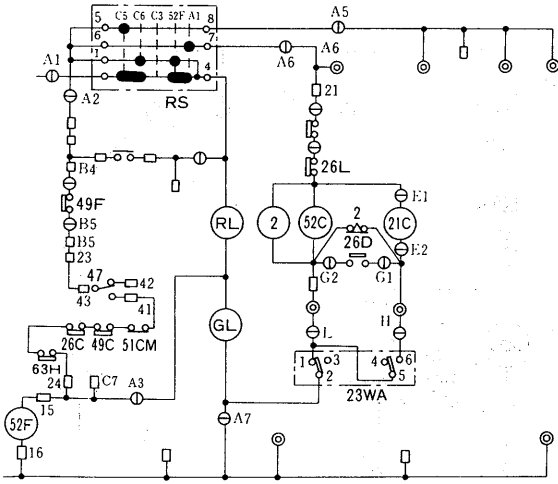 5 C5 C6 C3 52F A1 8
A5
6 7
A1 1 4 A6 A6
A2 RS 21
B4 26L
49F
B5 E1
RL 2 52C 2 21C
B5 26D
23 E2
G2 G1
47 42
43 41
GL
26C 49C 51CM L H
63H 1 3 4 6
24 C7 A3 2 5
15 23WA
52F A7
16